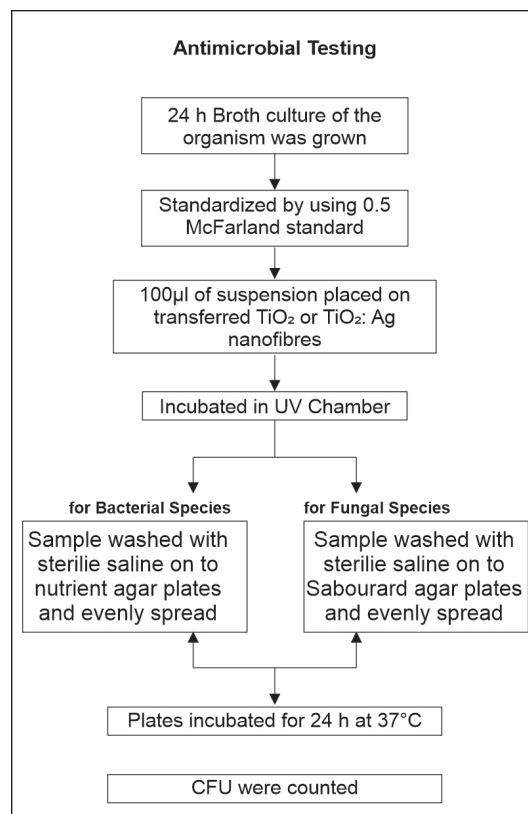 Antimicrobial Testing
24 h Broth culture of the
organism was grown
Standardized by using 0.5
McFarland standard
100µl of suspension placed on
transferred TiO₂ or TiO₂: Ag
nanofibres
Incubated in UV Chamber
for Bacterial Species
Sample washed with
sterilie saline on to
nutrient agar plates
and evenly spread
for Fungal Species
Sample washed with
sterilie saline on to
Sabourard agar plates
and evenly spread
Plates incubated for 24 h at 37°C
CFU were counted